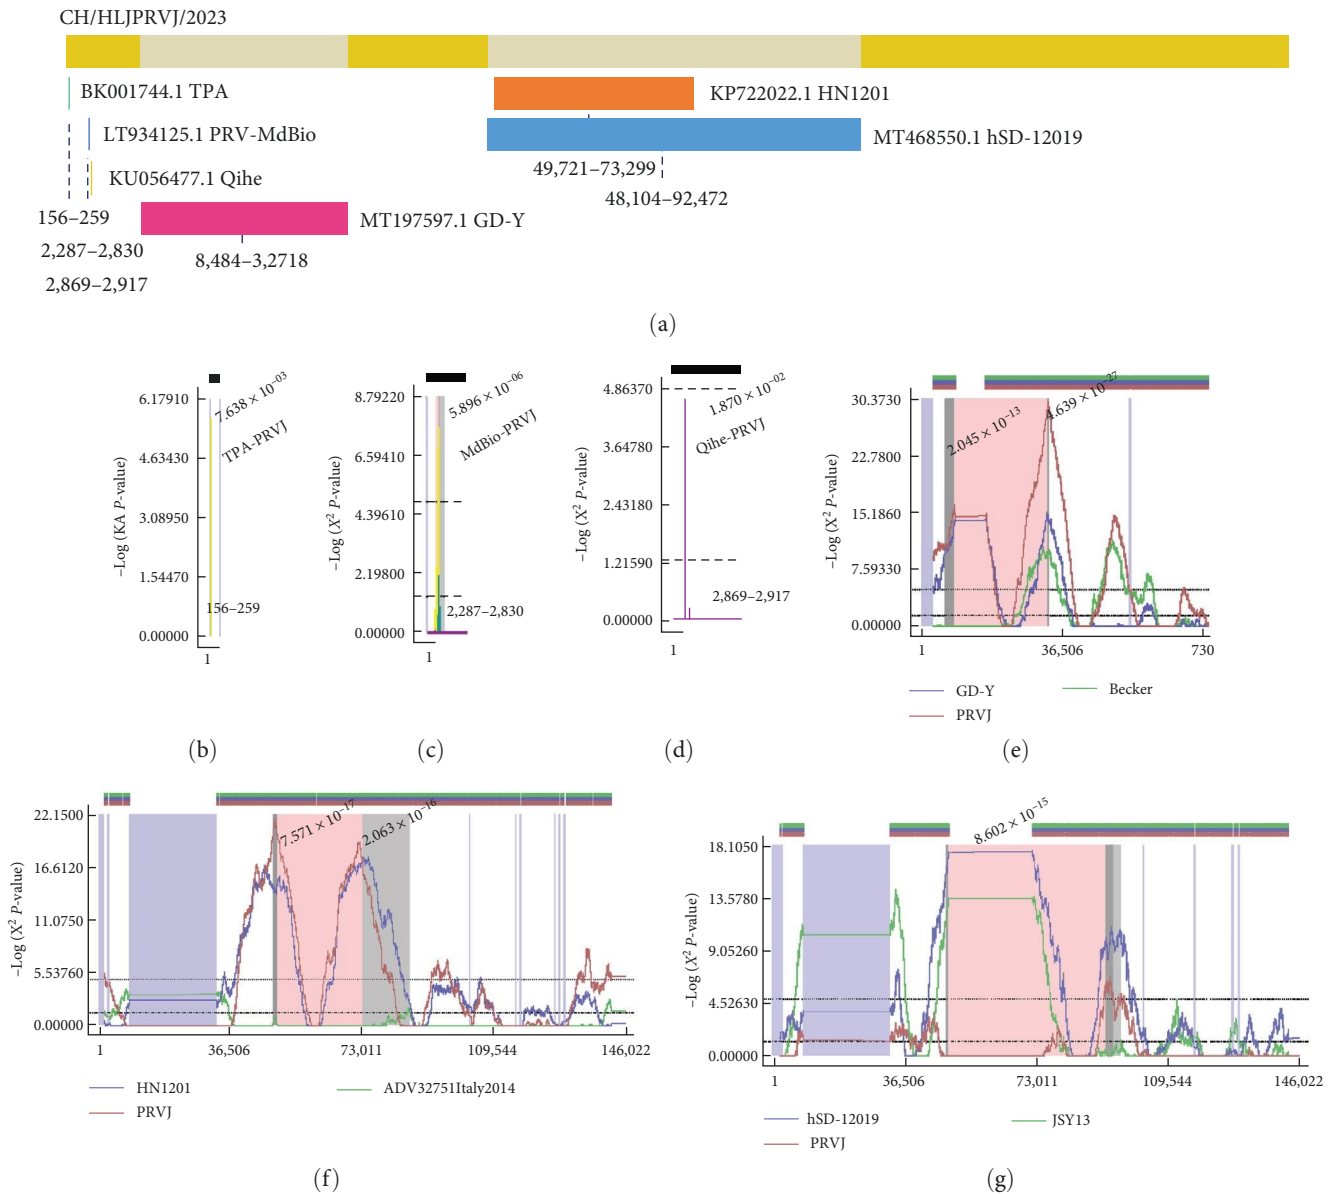 CH/HLJPRVJ/2023
BK001744.1 TPA
KP722022.1 HN1201
LT934125.1 PRV-MdBio
MT468550.1 hSD-12019
KU056477.1 Qihe
49,721–73,299
48,104–92,472
156–259
MT197597.1 GD-Y
2,287–2,830
8,484–3,2718
2,869–2,917
(a)
–Log (KA P-value)
6.17910
4.63430
3.08950
1.54470
0.00000
7.638 × 10−03
TPA-PRVJ
156–259
1
(b)
–Log (X2 P-value)
8.79220
6.59410
4.39610
2.19800
0.00000
5.896 × 10−06
MdBio-PRVJ
2,287–2,830
1
(c)
–Log (X2 P-value)
4.86370
3.64780
2.43180
1.21590
0.00000
1.870 × 10−02
Qihe-PRVJ
2,869–2,917
1
(d)
–Log (X2 P-value)
30.3730
22.7800
15.1860
7.59330
0.00000
2.045 × 10−13
4.639 × 10−27
1 36,506 730
GD-Y Becker
PRVJ
(e)
–Log (X2 P-value)
22.1500
16.6120
11.0750
5.53760
0.00000
7.571 × 10−17
2.063 × 10−16
1 36,506 73,011 109,544 146,022
HN1201 ADV32751Italy2014
PRVJ
(f)
–Log (X2 P-value)
18.1050
13.5780
9.05260
4.52630
0.00000
8.602 × 10−15
1 36,506 73,011 109,544 146,022
hSD-12019 JSY13
PRVJ
(g)